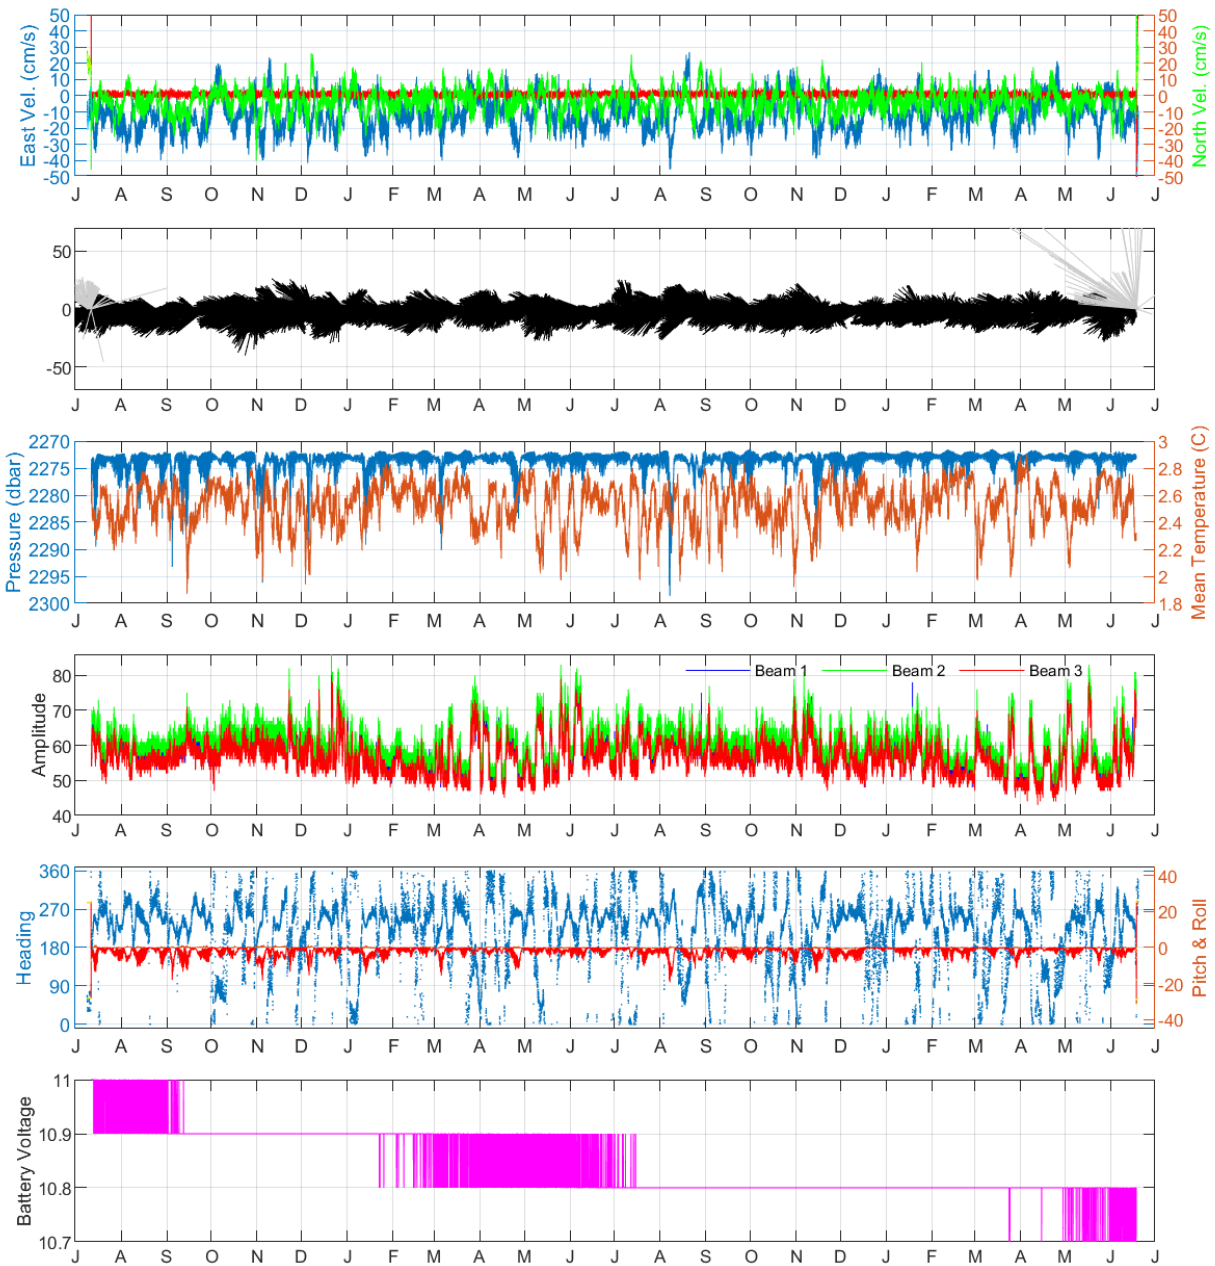 50 50
40 40
30 30
20 20
10 10
0 0
-10 -10
-20 -20
-30 -30
-40 -40
-50 -50
East Vel. (cm/s)
North Vel. (cm/s)
J A S O N D J F M A M J J A S O N D J F M A M J J
50
0
-50
J A S O N D J F M A M J J A S O N D J F M A M J J
2270 3
2275 2.8
2280 2.6
2285 2.4
2290 2.2
2295 2
2300 1.8
Pressure (dbar)
Mean Temperature (C)
J A S O N D J F M A M J J A S O N D J F M A M J J
Beam 1 Beam 2 Beam 3
80
70
60
50
40
Amplitude
J A S O N D J F M A M J J A S O N D J F M A M J J
360 40
270 20
180 0
90 -20
0 -40
Heading
Pitch & Roll
J A S O N D J F M A M J J A S O N D J F M A M J J
11
10.9
10.8
10.7
Battery Voltage
J A S O N D J F M A M J J A S O N D J F M A M J J